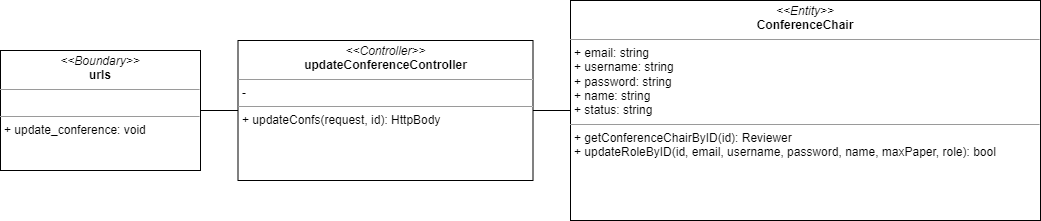 <<Boundary>>
urls
+ update_conference: void
<<Controller>>
updateConferenceController
-
+ updateConfs(request, id): HttpBody
<<Entity>>
ConferenceChair
+ email: string
+ username: string
+ password: string
+ name: string
+ status: string
+ getConferenceChairByID(id): Reviewer
+ updateRoleByID(id, email, username, password, name, maxPaper, role): bool